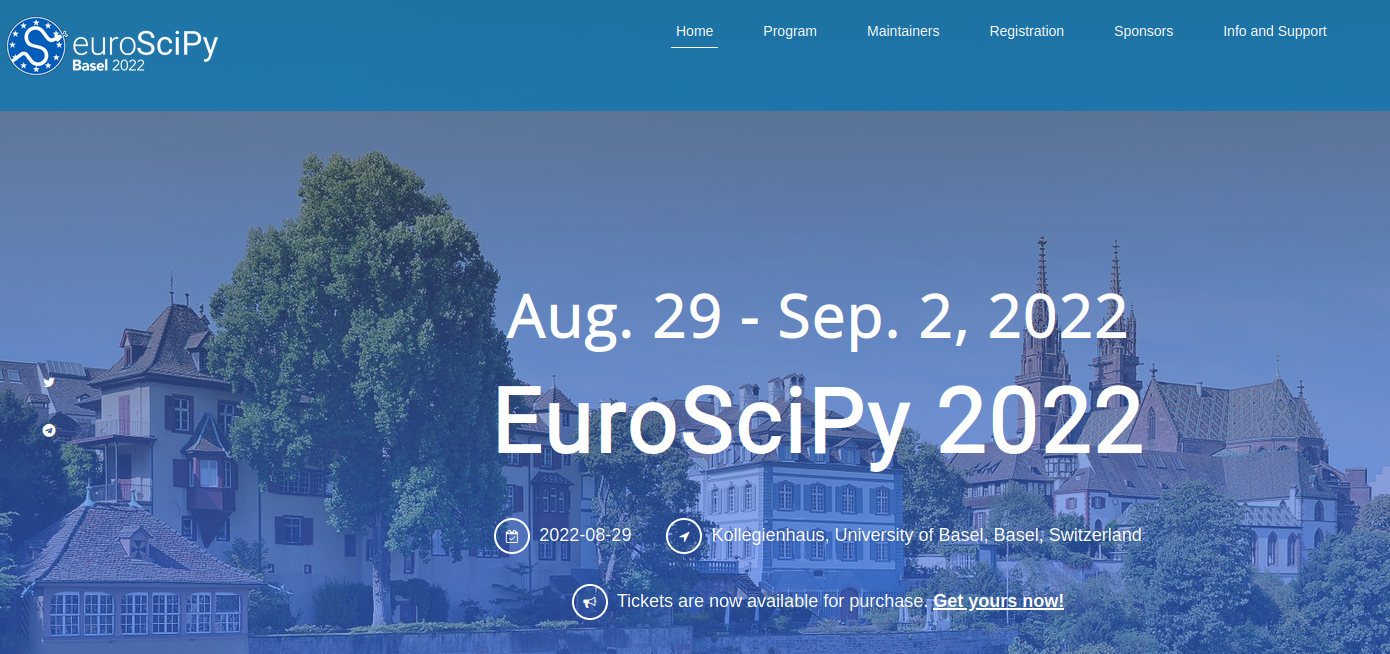 euroSciPy
Basel 2022
Home Program Maintainers Registration Sponsors Info and Support
Aug. 29 - Sep. 2, 2022
EuroSciPy 2022
2022-08-29 Kollegienhaus, University of Basel, Basel, Switzerland
Tickets are now available for purchase. Get yours now!